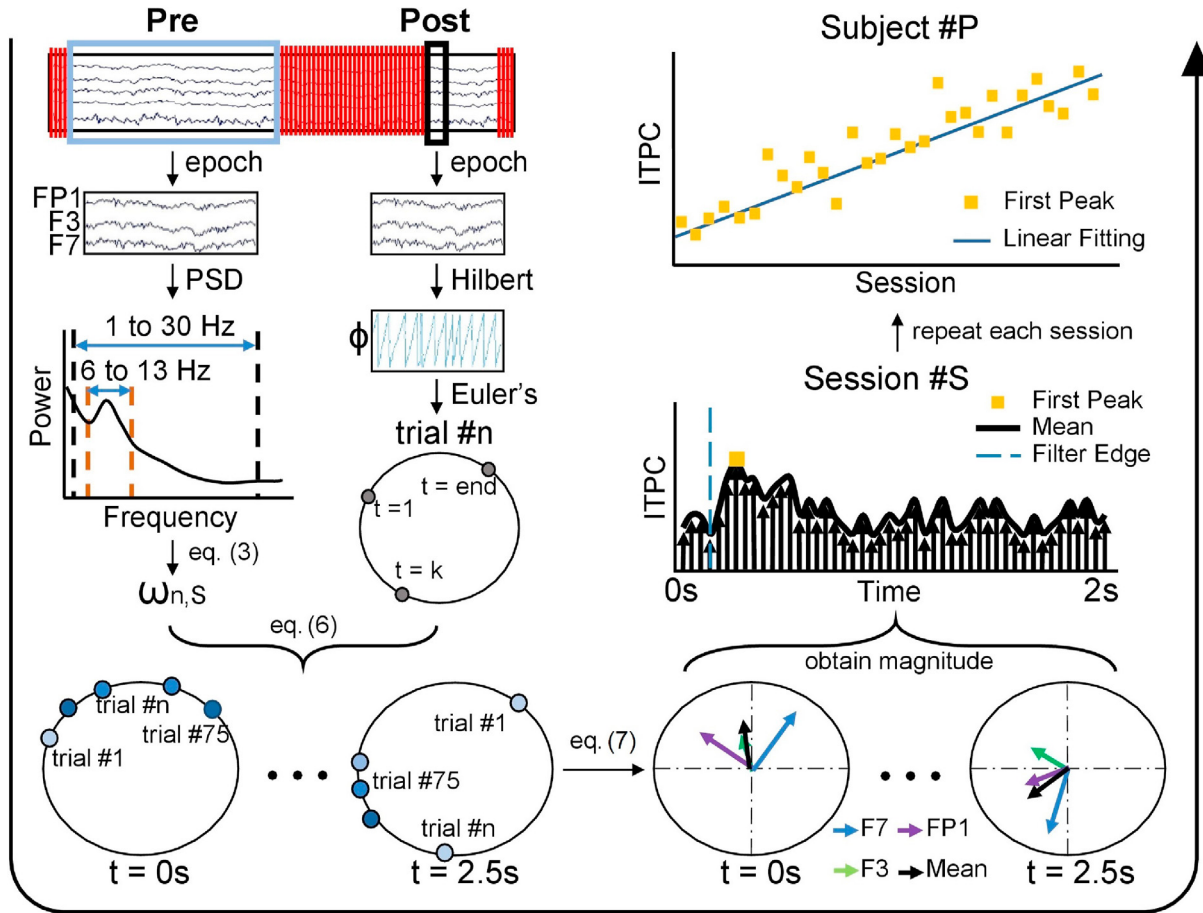 Pre
Post
epoch
epoch
FP1
F3
F7
PSD
Hilbert
1 to 30 Hz
6 to 13 Hz
Power
Frequency
ϕ
Euler's
trial #n
t = end
t =1
t = k
eq. (3)
ωn,S
eq. (6)
trial #n
trial #75
trial #1
t = 0s
trial #1
trial #75
trial #n
t = 2.5s
eq. (7)
Subject #P
ITPC
First Peak
Linear Fitting
Session
repeat each session
Session #S
First Peak
Mean
Filter Edge
ITPC
0s
Time
2s
obtain magnitude
F7
FP1
F3
Mean
t = 0s
t = 2.5s